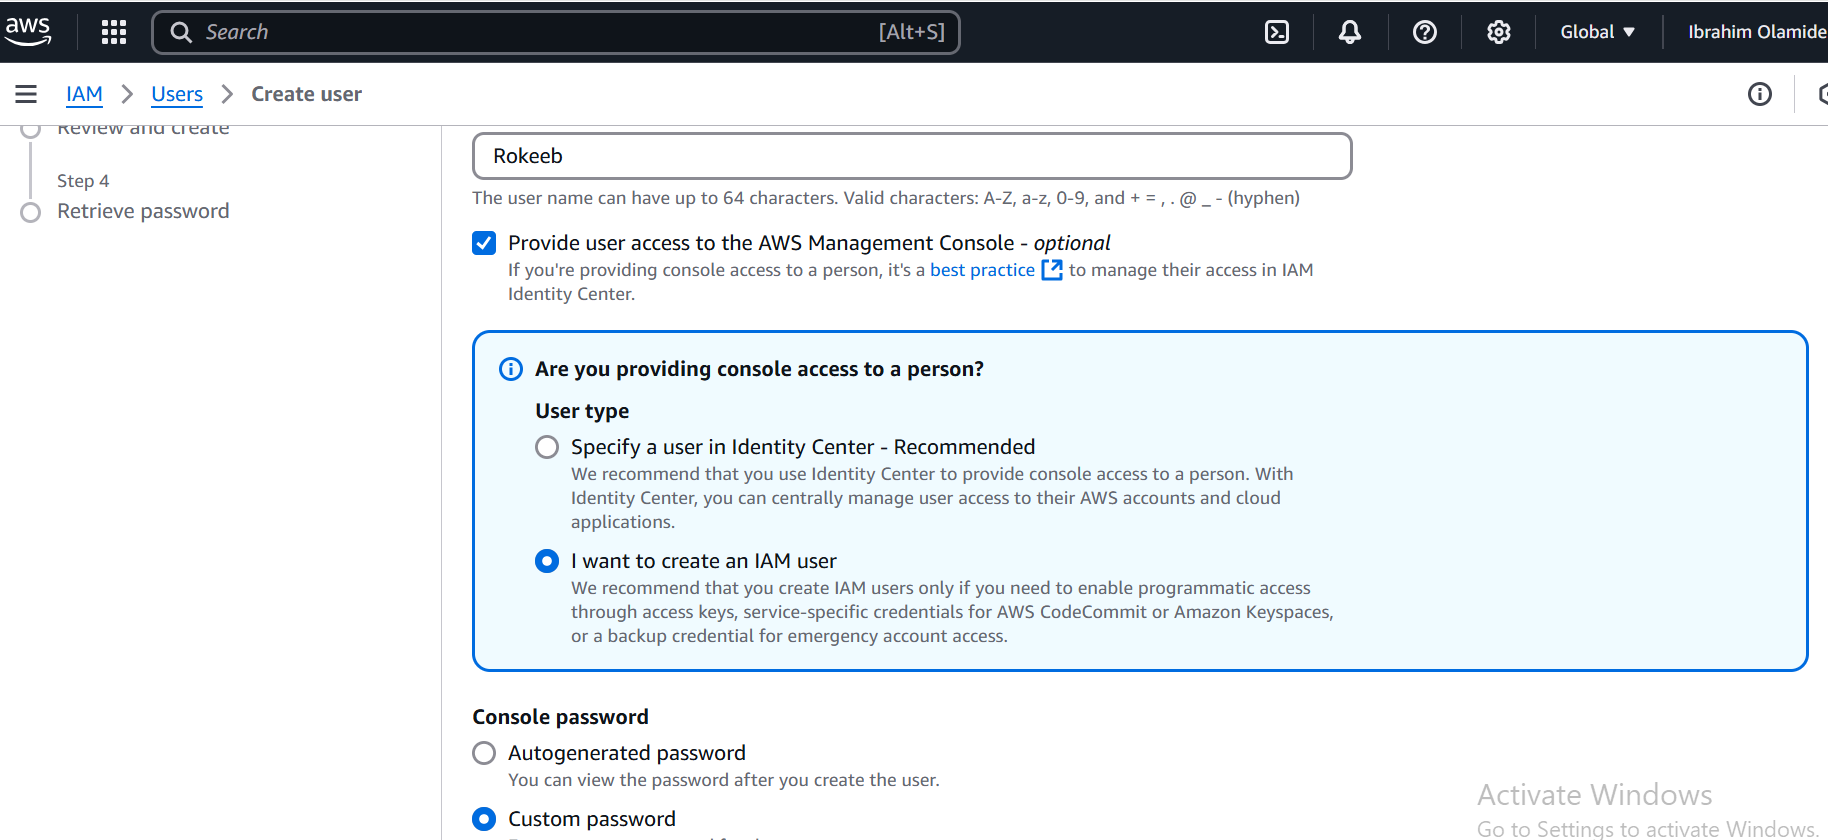 aws
Search
[Alt+S]
Global
Ibrahim Olamide
IAM
Users
Create user
Review and create
Step 4
Retrieve password
Rokeeb
The user name can have up to 64 characters. Valid characters: A-Z, a-z, 0-9, and + = , . @ _ - (hyphen)
Provide user access to the AWS Management Console - optional
If you're providing console access to a person, it's a best practice to manage their access in IAM
Identity Center.
Are you providing console access to a person?
User type
Specify a user in Identity Center - Recommended
We recommend that you use Identity Center to provide console access to a person. With
Identity Center, you can centrally manage user access to their AWS accounts and cloud
applications.
I want to create an IAM user
We recommend that you create IAM users only if you need to enable programmatic access
through access keys, service-specific credentials for AWS CodeCommit or Amazon Keyspaces,
or a backup credential for emergency account access.
Console password
Autogenerated password
You can view the password after you create the user.
Custom password
Activate Windows
Go to Settings to activate Windows.